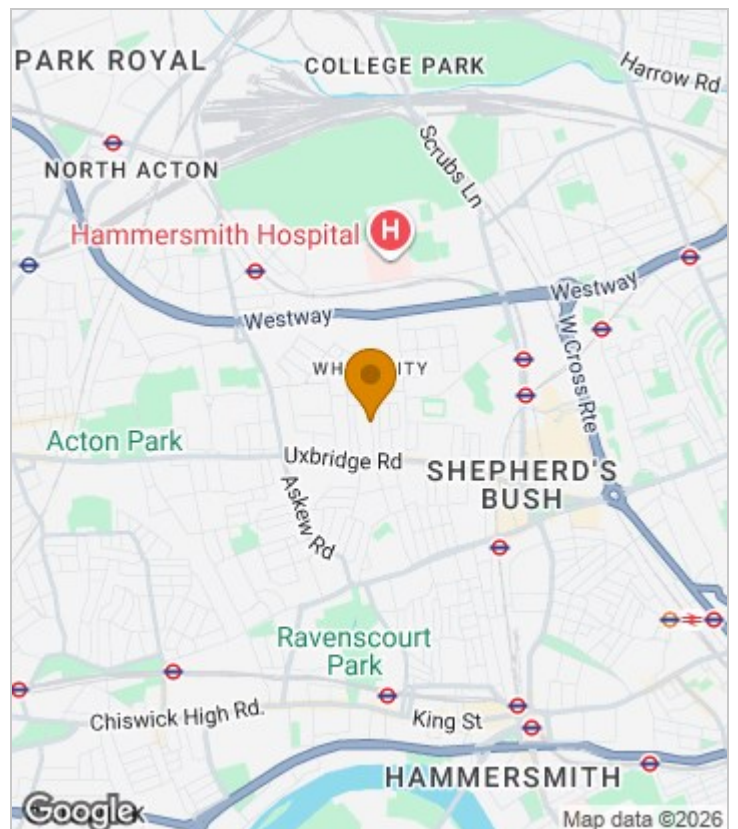 PARK ROYAL
COLLEGE PARK
Harrow Rd
NORTH ACTON
Scrubs Ln
Hammersmith Hospital
H
Westway
Westway
W Cross Rte
Acton Park
Uxbridge Rd
SHEPHERD'S
BUSH
Askew Rd
Ravenscourt
Park
Chiswick High Rd.
King St
HAMMERSMITH
Google
Map data ©2026